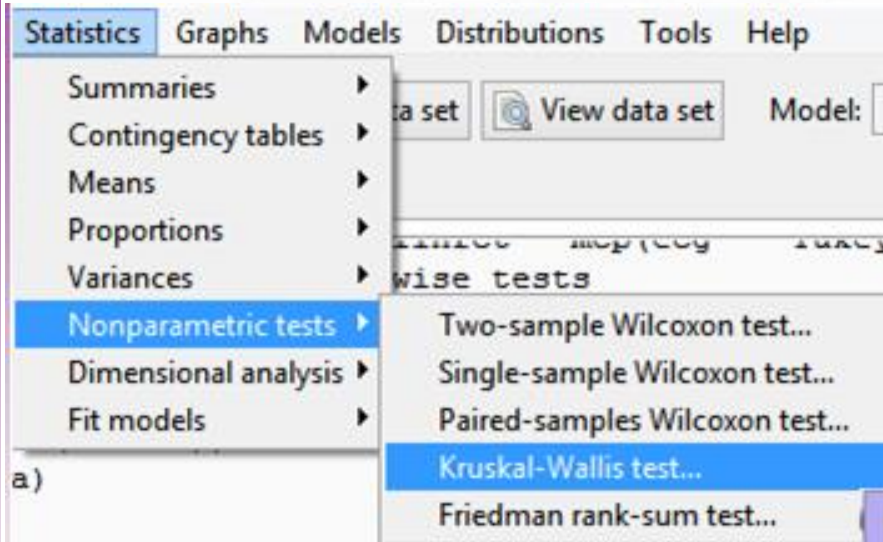 Statistics Graphs Models Distributions Tools Help
Summaries
Contingency tables
ta set View data set Model:
Means
Proportions
Variances
wise tests
Nonparametric tests
Two-sample Wilcoxon test...
Dimensional analysis
Single-sample Wilcoxon test...
Fit models
Paired-samples Wilcoxon test...
Kruskal-Wallis test...
a)
Friedman rank-sum test...